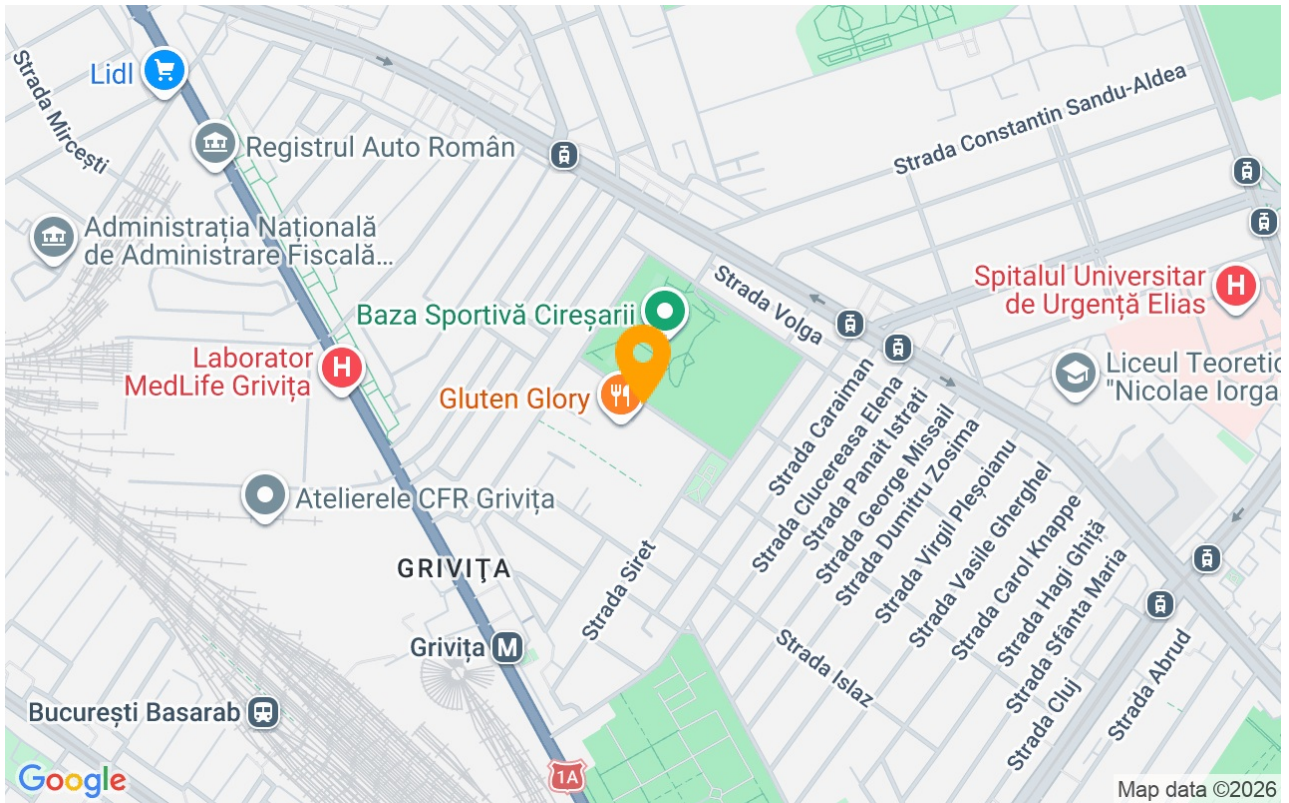 Strada Mircești
Lidl
Registrul Auto Român
Strada Constantin Sandu-Aldea
Administrația Națională
de Administrare Fiscală...
Strada Volga
Spitalul Universitar
de Urgență Elias
Baza Sportivă Cireșarii
Laborator
MedLife Grivița
Gluten Glory
Liceul Teoretic
"Nicolae Iorga
Strada Caraiman
Strada Clucereasa Elena
Strada Panait Istrati
Strada George Missail
Strada Dumitru Zosima
Strada Virgil Pleșoianu
Strada Vasile Gherghel
Strada Carol Knappe
Strada Hagi Ghiță
Strada Sfânta Maria
Strada Cluj
Strada Abrud
Atelierele CFR Grivița
GRIVIŢA
Strada Siret
Grivița M
Strada Islaz
București Basarab
1A
Google
Map data ©2026